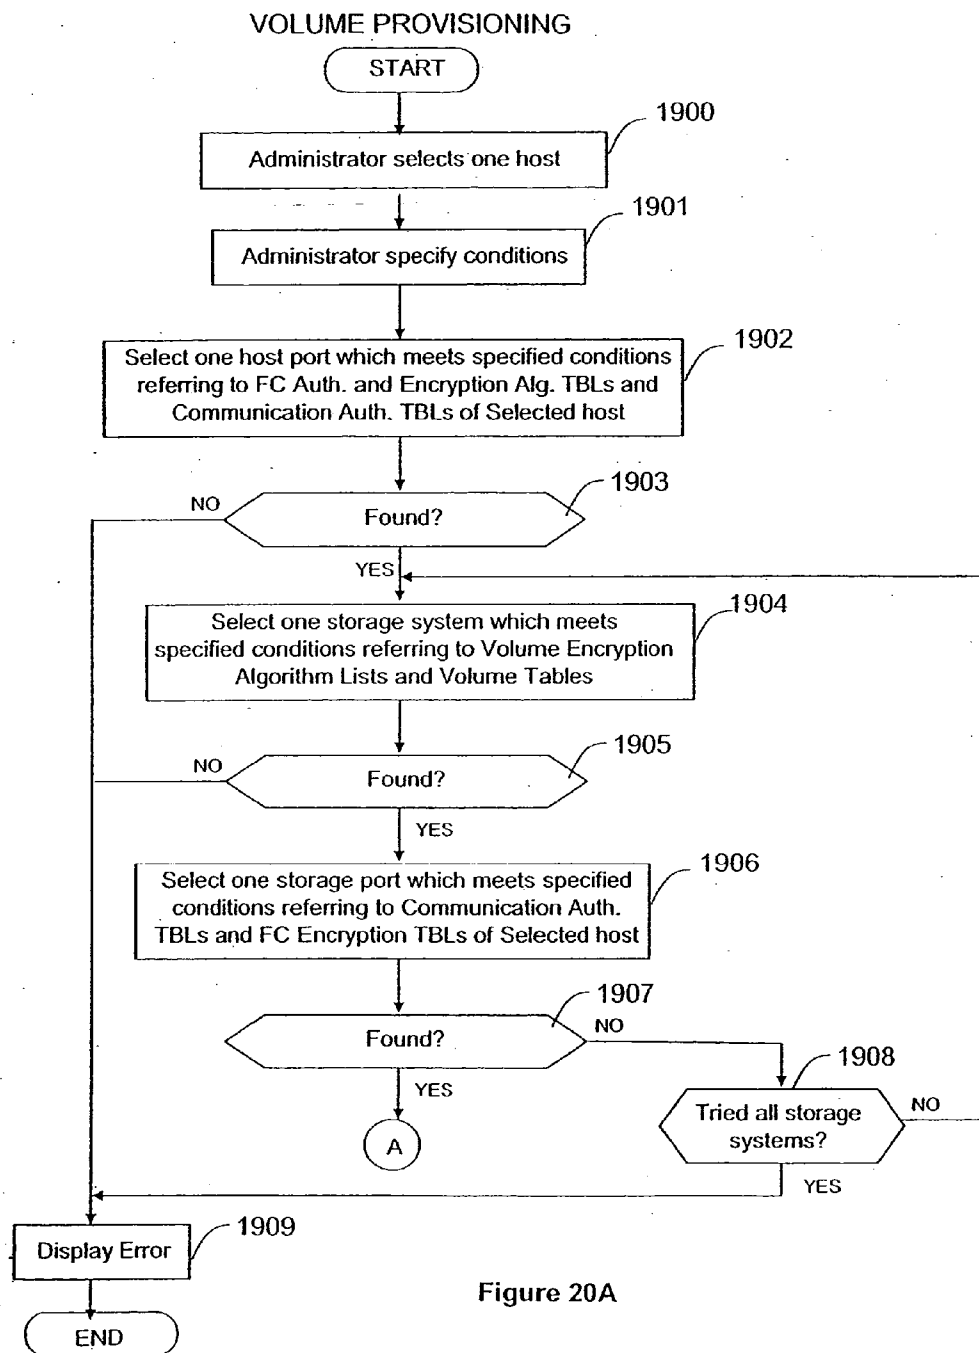 VOLUME PROVISIONING
START
1900
Administrator selects one host
1901
Administrator specify conditions
1902
Select one host port which meets specified conditions
referring to FC Auth. and Encryption Alg. TBLs and
Communication Auth. TBLs of Selected host
1903
NO
Found?
YES
1904
Select one storage system which meets
specified conditions referring to Volume Encryption
Algorithm Lists and Volume Tables
1905
NO
Found?
YES
1906
Select one storage port which meets specified
conditions referring to Communication Auth.
TBLs and FC Encryption TBLs of Selected host
1907
Found?
NO
1908
YES
Tried all storage
systems?
NO
A
YES
1909
Display Error
Figure 20A
END